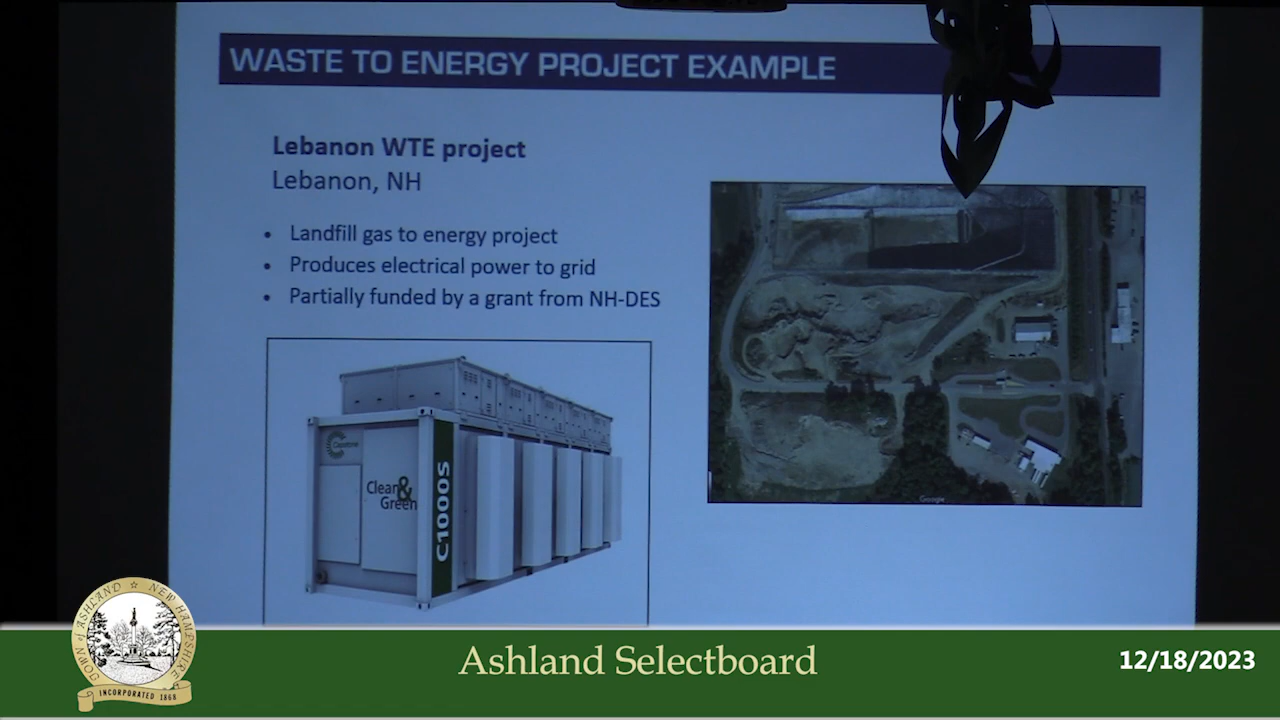 WASTE TO ENERGY PROJECT EXAMPLE
Lebanon WTE project
Lebanon, NH
• Landfill gas to energy project
• Produces electrical power to grid
• Partially funded by a grant from NH-DES
Capstone
Clean&
Green
C1000S
Google
TOWN of ASHLAND ☆ NEW HAMPSHIRE
INCORPORATED 1868
Ashland Selectboard
12/18/2023